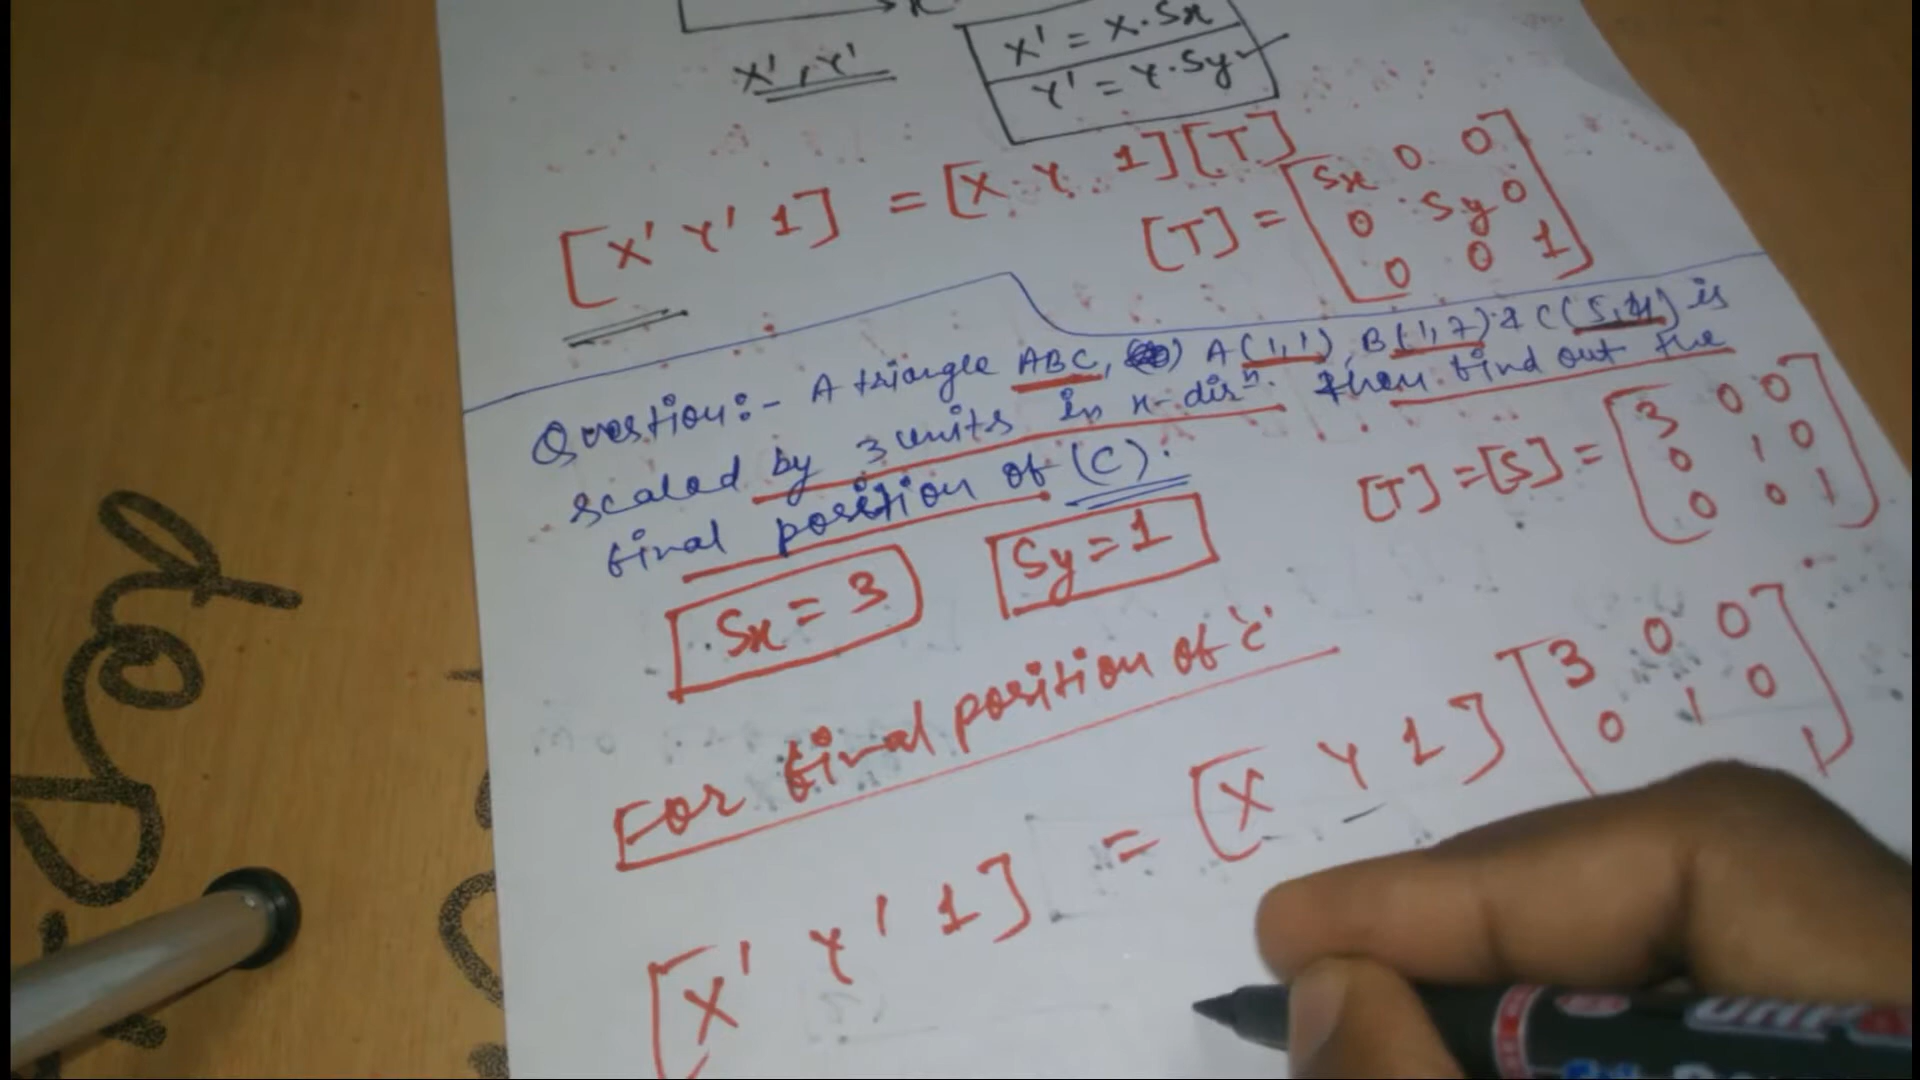 X', Y'
X' = X.Sx
Y' = Y.Sy
[X' Y' 1] = [X Y 1][T]
[T] = [Sx 0 0
0 Sy 0
0 0 1]
Question:- A triangle ABC, A(1,1), B(1,7) & C(5,4) is
scaled by 3 units in x-dirⁿ. then find out the
final position of (C).
Sx = 3
Sy = 1
[T] = [S] = [3 0 0
0 1 0
0 0 1]
For final position of 'c'
[X' Y' 1] = [X Y 1] [3 0 0
0 1 0
1]